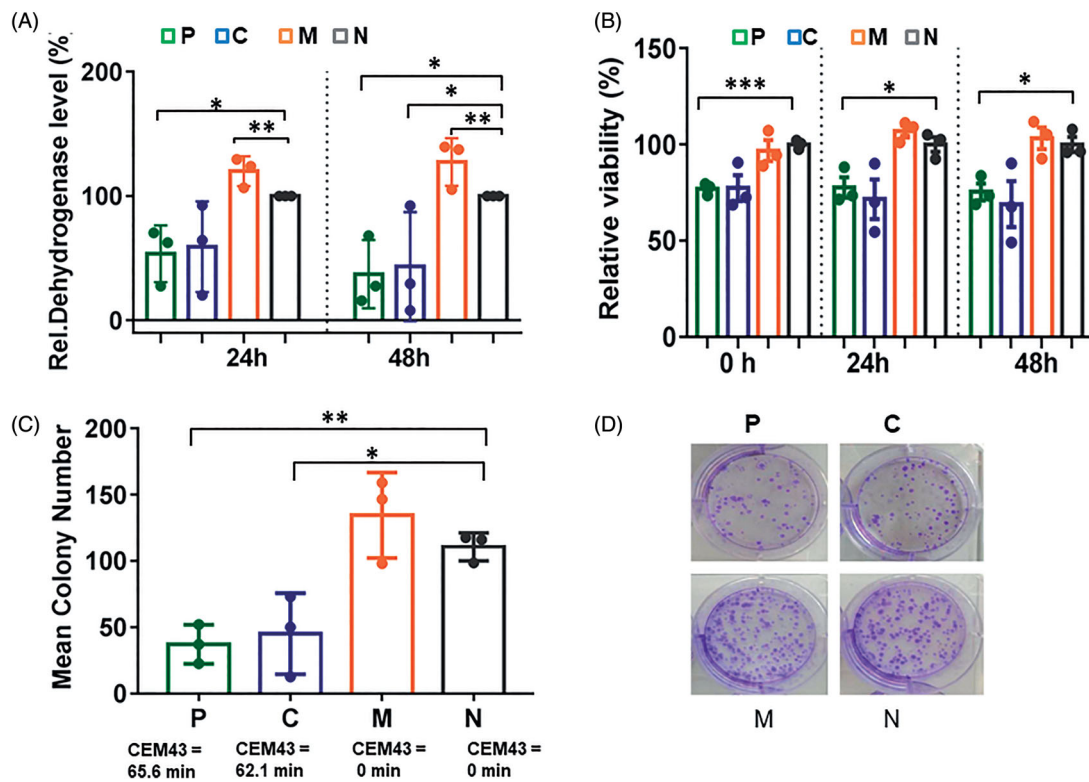 (A)
P C M N
Rel.Dehydrogenase level (%)
200
100
0
*
**
*
*
**
24h
48h
(B)
P C M N
Relative viability (%)
150
100
50
0
***
*
*
0 h
24h
48h
(C)
Mean Colony Number
200
150
100
50
0
**
*
P C M N
CEM43 = 65.6 min
CEM43 = 62.1 min
CEM43 = 0 min
CEM43 = 0 min
(D)
P C
M N